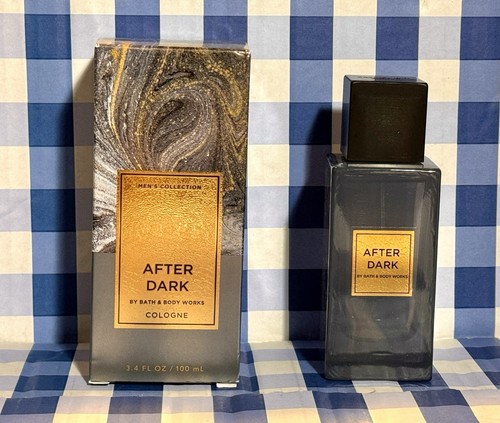 MEN'S COLLECTION
AFTER
DARK
BY BATH & BODY WORKS
COLOGNE
3.4 FL OZ / 100 mL
AFTER
DARK
BY BATH & BODY WORKS